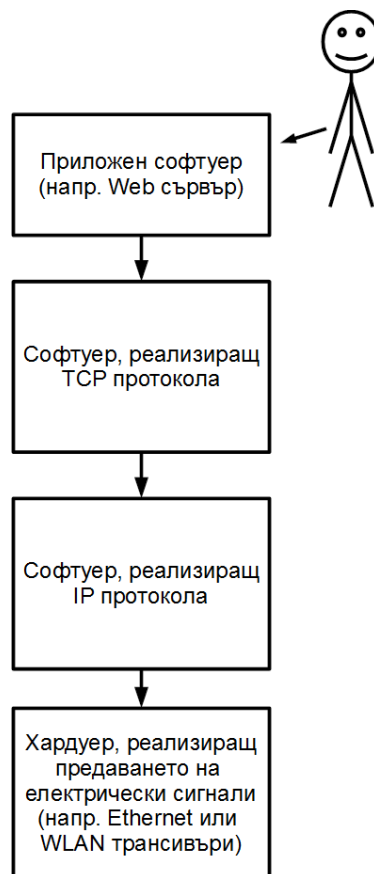 Приложен софтуер
(напр. Web сървър)
Софтуер, реализиращ
TCP протокола
Софтуер, реализиращ
IP протокола
Хардуер, реализиращ
предаването на
електрически сигнали
(напр. Ethernet или
WLAN трансивъри)